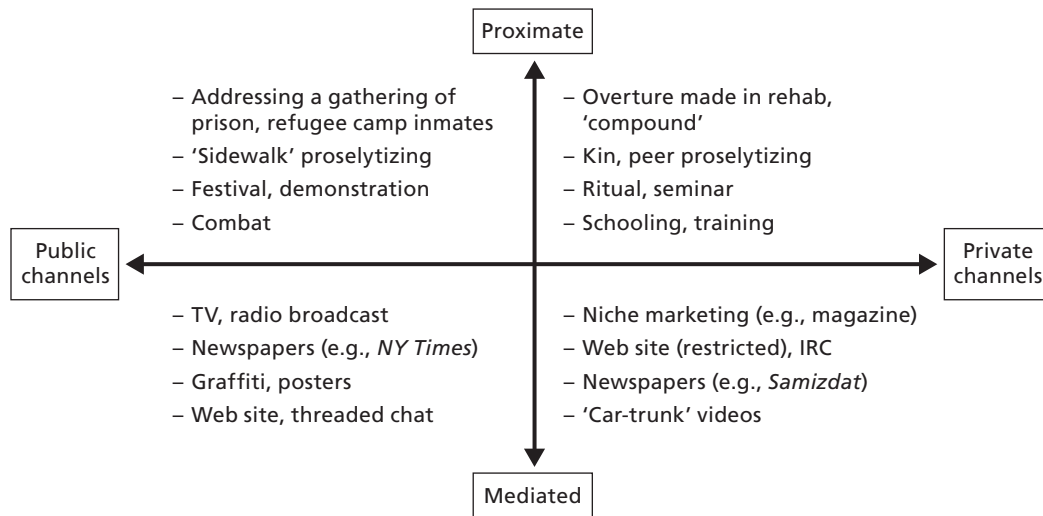 Proximate
– Addressing a gathering of
prison, refugee camp inmates
– ‘Sidewalk’ proselytizing
– Festival, demonstration
– Combat
– Overture made in rehab,
‘compound’
– Kin, peer proselytizing
– Ritual, seminar
– Schooling, training
Public
channels
Private
channels
– TV, radio broadcast
– Newspapers (e.g., NY Times)
– Graffiti, posters
– Web site, threaded chat
– Niche marketing (e.g., magazine)
– Web site (restricted), IRC
– Newspapers (e.g., Samizdat)
– ‘Car-trunk’ videos
Mediated